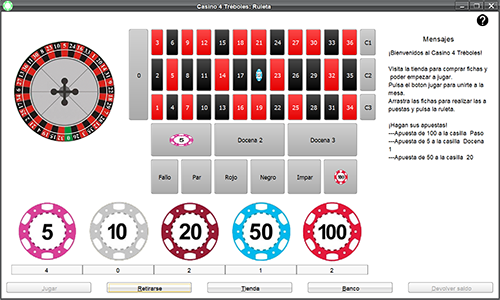 Casino 4 Tréboles: Ruleta
?
0
3 6 9 12 15 18 21 24 27 30 33 36 C1
2 5 8 11 14 17 23 26 29 32 35 C2
1 4 7 10 13 16 19 22 25 28 31 34 C3
5 Docena 2 Docena 3
Fallo Par Rojo Negro Impar 100
Mensajes
¡Bienvenidos al Casino 4 Tréboles!
Visita la tienda para comprar fichas y
poder empezar a jugar.
Pulsa el boton jugar para unirte a la
mesa.
Arrastra las fichas para realizar las a
puestas y pulsa la ruleta.
¡Hagan sus apuestas!
---Apuesta de 100 a la casilla Paso
---Apuesta de 5 a la casilla Docena
1
---Apuesta de 50 a la casilla 20
5 10 20 50 100
4 0 2 1 2
Jugar Retirarse Tienda Banco Devolver saldo